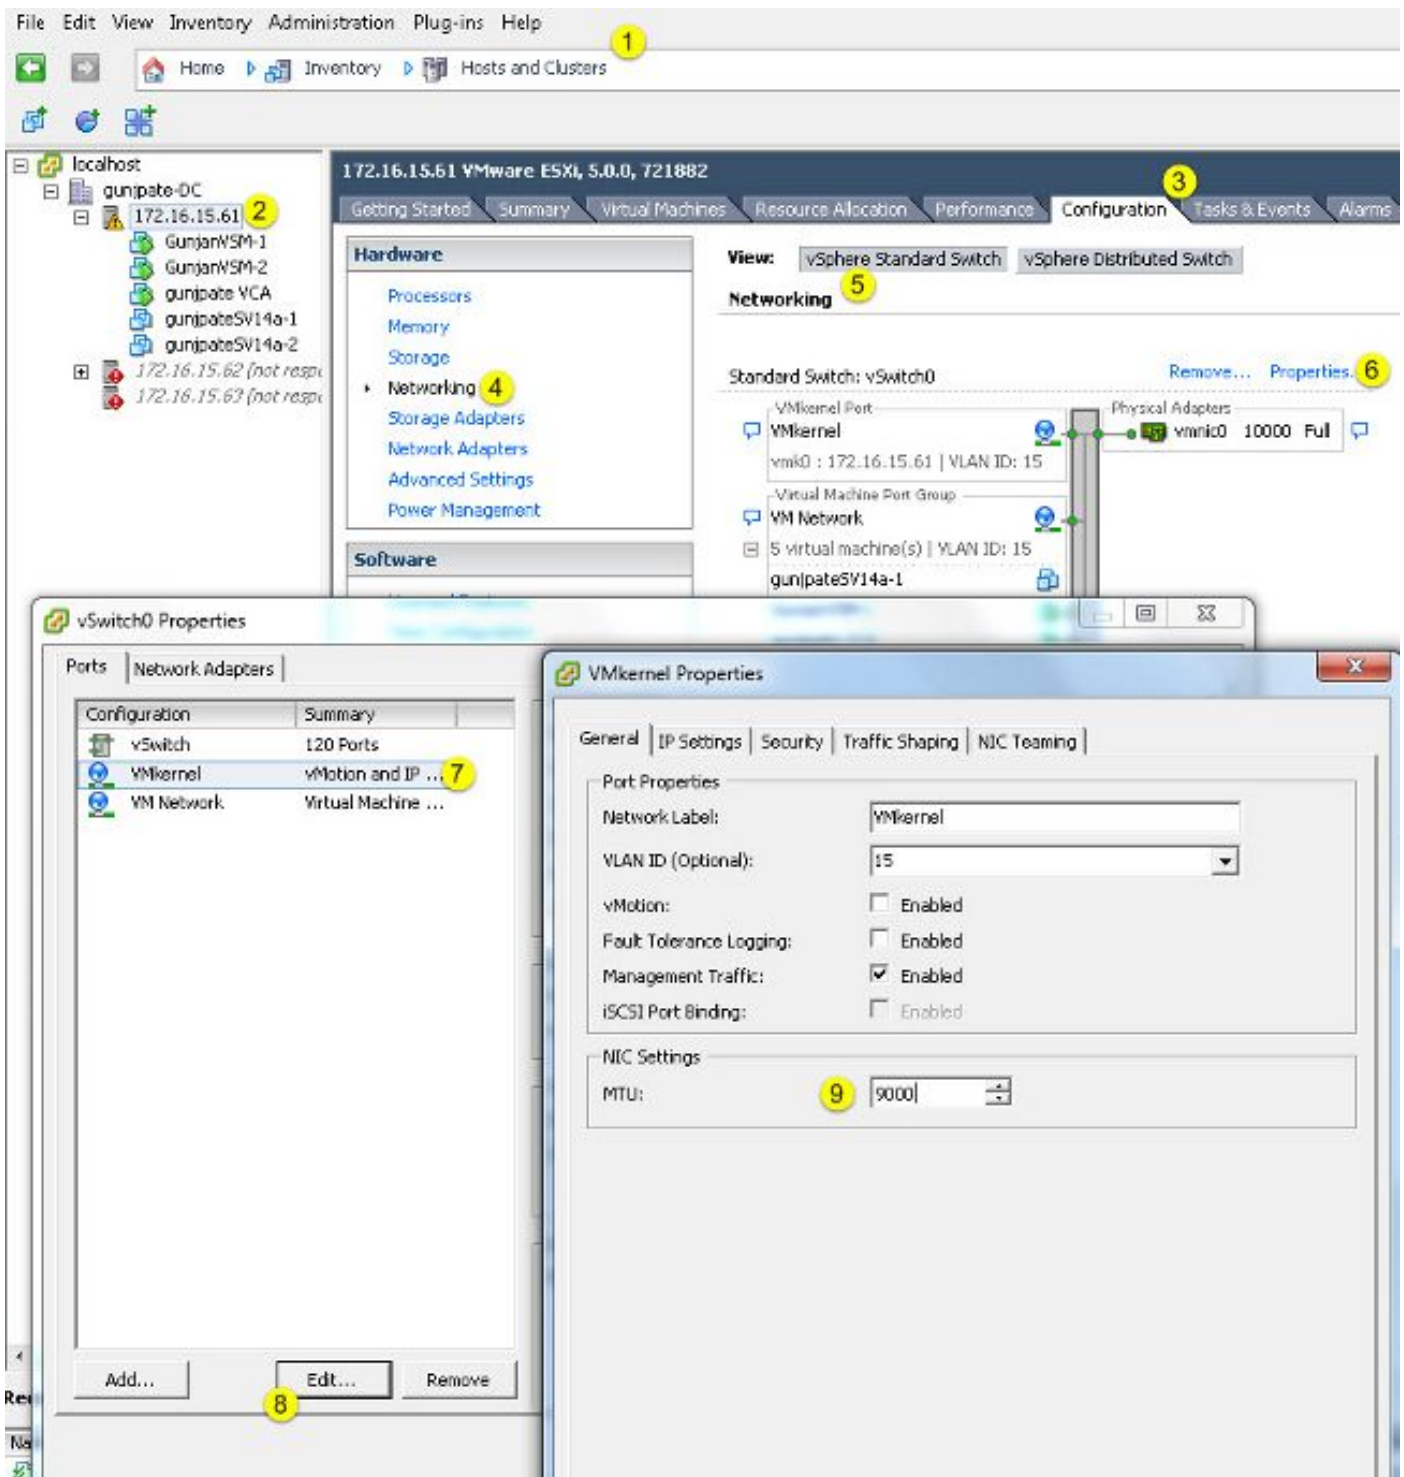 File Edit View Inventory Administration Plug-ins Help
1
Home Inventory Hosts and Clusters
localhost
gunjpate-DC
172.16.15.61 2
GunjanVSM-1
GunjanVSM-2
gunjpate VCA
gunjpateSV14a-1
gunjpateSV14a-2
172.16.15.62 (not resp
172.16.15.63 (not resp
172.16.15.61 VMware ESXi, 5.0.0, 721882
3
Getting Started Summary Virtual Machines Resource Allocation Performance Configuration Tasks & Events Alarms
Hardware
Processors
Memory
Storage
Networking 4
Storage Adapters
Network Adapters
Advanced Settings
Power Management
Software
View: vSphere Standard Switch vSphere Distributed Switch
5
Networking
Standard Switch: vSwitch0 Remove... Properties. 6
VMkernel Port
VMkernel
vmk0 : 172.16.15.61 | VLAN ID: 15
Physical Adapters
vmnic0 10000 Full
Virtual Machine Port Group
VM Network
5 virtual machine(s) | VLAN ID: 15
gunjpateSV14a-1
vSwitch0 Properties
Ports Network Adapters
Configuration Summary
vSwitch 120 Ports
VMkernel vMotion and IP ... 7
VM Network Virtual Machine ...
Add... Edit... Remove
8
VMkernel Properties
General IP Settings Security Traffic Shaping NIC Teaming
Port Properties
Network Label: VMkernel
VLAN ID (Optional): 15
vMotion: Enabled
Fault Tolerance Logging: Enabled
Management Traffic: Enabled
iSCSI Port Binding: Enabled
NIC Settings
MTU: 9 9000